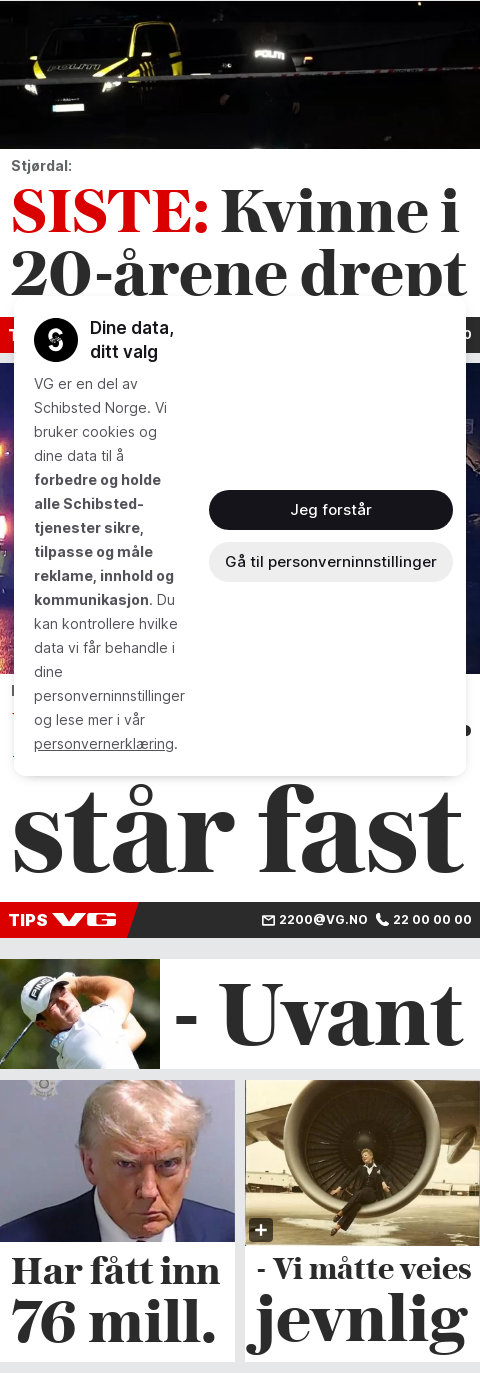 POLITI
POLITI
Stjørdal:
SISTE: Kvinne i
20-årene drept
Dine data,
ditt valg
VG er en del av
Schibsted Norge. Vi
bruker cookies og
dine data til å
forbedre og holde
alle Schibsted-
tjenester sikre,
tilpasse og måle
reklame, innhold og
kommunikasjon. Du
kan kontrollere hvilke
data vi får behandle i
dine
personverninnstillinger
og lese mer i vår
personvernerklæring.
Jeg forstår
Gå til personverninnstillinger
står fast
TIPS VG
2200@VG.NO 22 00 00 00
PING
- Uvant
Har fått inn
76 mill.
- Vi måtte veies
jevnlig